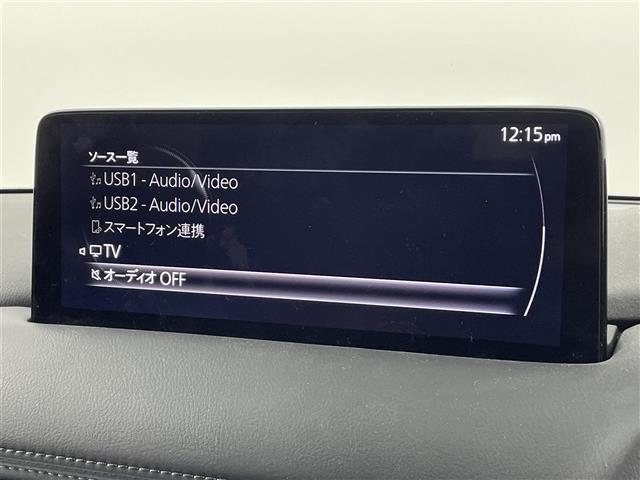 12:15pm
ソース一覧
USB1 - Audio/Video
USB2 - Audio/Video
スマートフォン連携
TV
オーディオ OFF